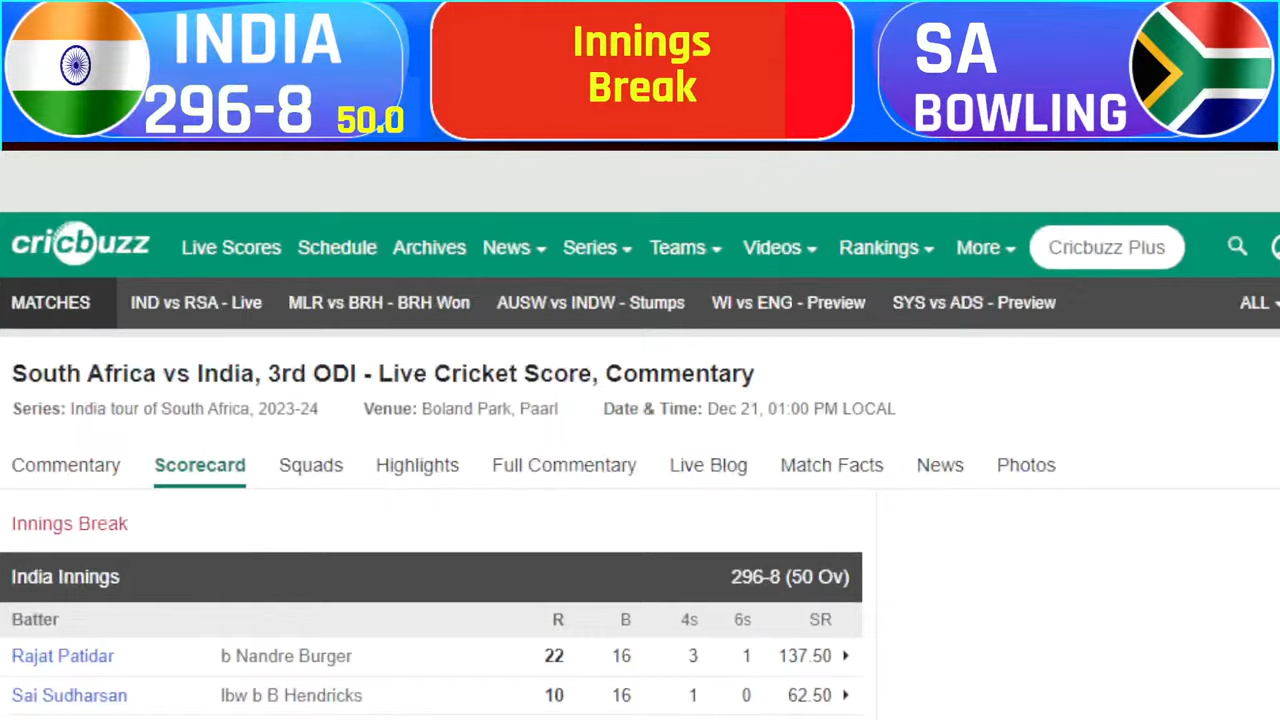 INDIA
296-8 50.0
Innings
Break
SA
BOWLING
cricbuzz Live Scores Schedule Archives News Series Teams Videos Rankings More Cricbuzz Plus
MATCHES IND vs RSA - Live MLR vs BRH - BRH Won AUSW vs INDW - Stumps WI vs ENG - Preview SYS vs ADS - Preview ALL
South Africa vs India, 3rd ODI - Live Cricket Score, Commentary
Series: India tour of South Africa, 2023-24 Venue: Boland Park, Paarl Date & Time: Dec 21, 01:00 PM LOCAL
Commentary Scorecard Squads Highlights Full Commentary Live Blog Match Facts News Photos
Innings Break
India Innings 296-8 (50 Ov)
Batter R B 4s 6s SR
Rajat Patidar b Nandre Burger 22 16 3 1 137.50
Sai Sudharsan lbw b B Hendricks 10 16 1 0 62.50